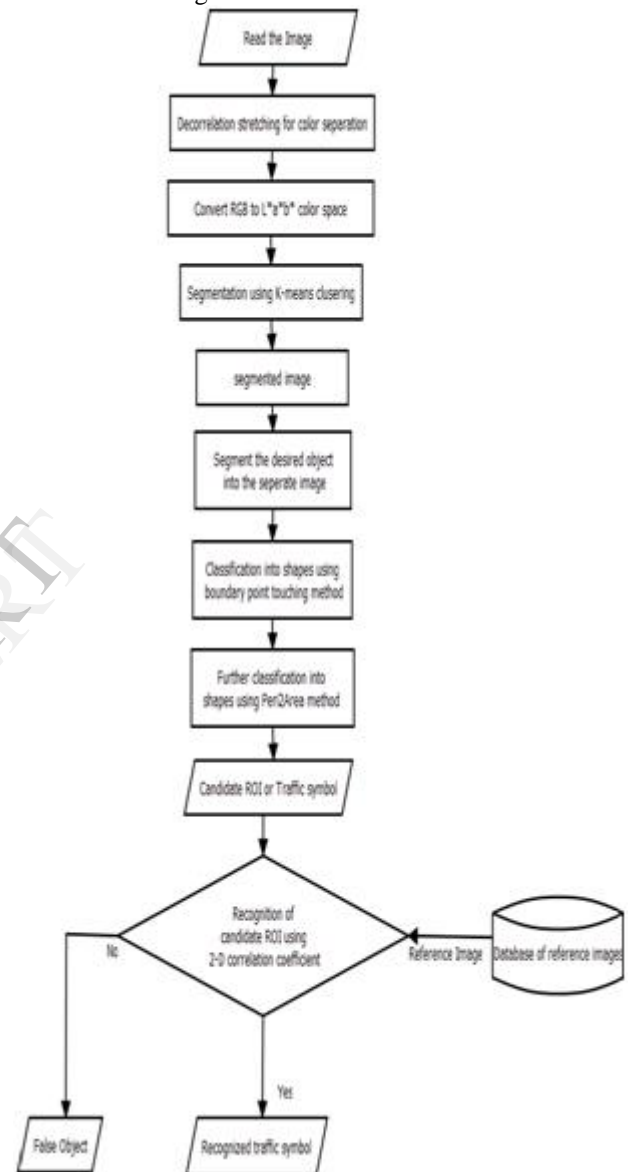 Read the Image
Decorrelation stretching for color separation
Convert RGB to L*a*b* color space
Segmentation using K-means clusering
segmented image
Segment the desired object
into the seperate image
Classification into shapes using
boundary point touching method
Further classification into
shapes using Peri2Area method
Candidate ROI or Traffic symbol
Recognition of
candidate ROI using
2-D correlation coefficient
No
Reference Image
Database of reference images
Yes
False Object
Recognized traffic symbol